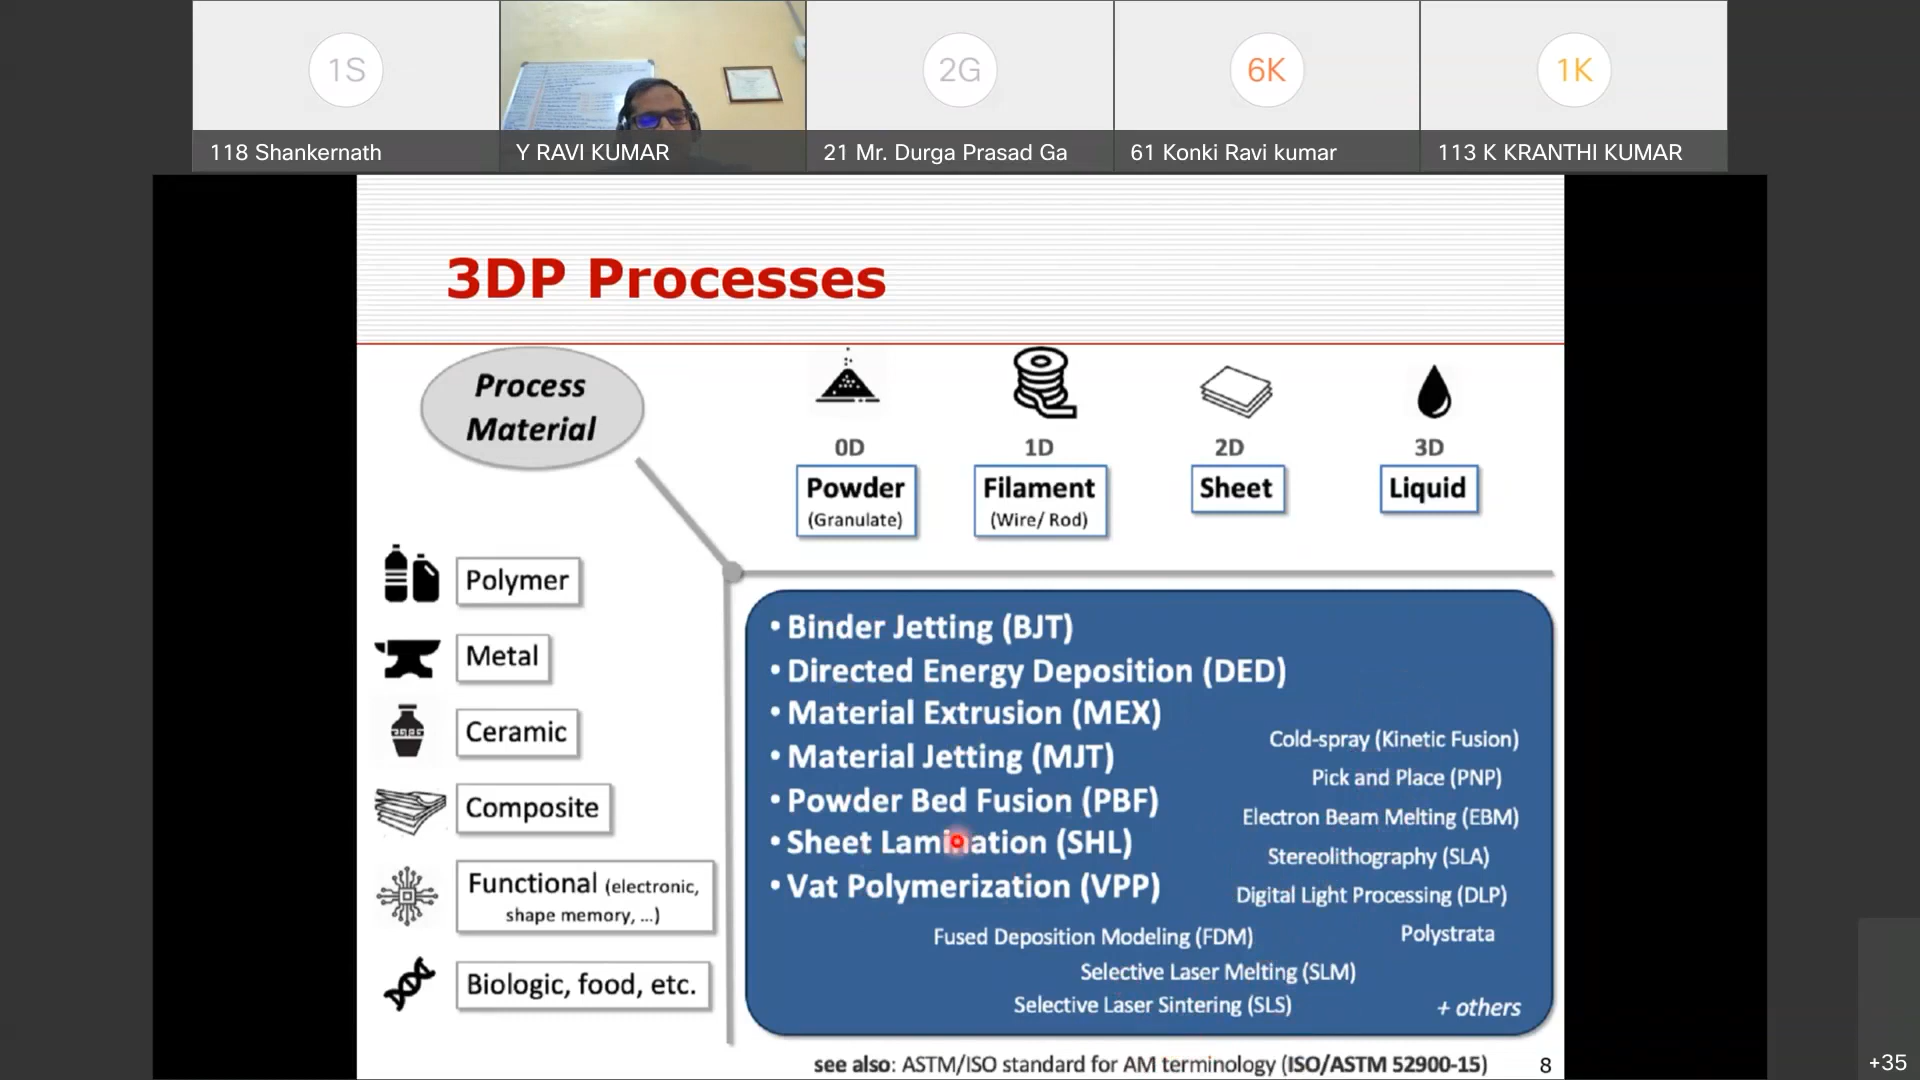 1S
2G
6K
1K
118 Shankernath
Y RAVI KUMAR
21 Mr. Durga Prasad Ga
61 Konki Ravi kumar
113 K KRANTHI KUMAR
3DP Processes
Process
Material
0D
1D
2D
3D
Powder
(Granulate)
Filament
(Wire/ Rod)
Sheet
Liquid
Polymer
Metal
Ceramic
Composite
Functional (electronic,
shape memory, ...)
Biologic, food, etc.
• Binder Jetting (BJT)
• Directed Energy Deposition (DED)
• Material Extrusion (MEX)
• Material Jetting (MJT)
• Powder Bed Fusion (PBF)
• Sheet Lamination (SHL)
• Vat Polymerization (VPP)
Cold-spray (Kinetic Fusion)
Pick and Place (PNP)
Electron Beam Melting (EBM)
Stereolithography (SLA)
Digital Light Processing (DLP)
Polystrata
Fused Deposition Modeling (FDM)
Selective Laser Melting (SLM)
Selective Laser Sintering (SLS)
+ others
see also: ASTM/ISO standard for AM terminology (ISO/ASTM 52900-15)
8
+35